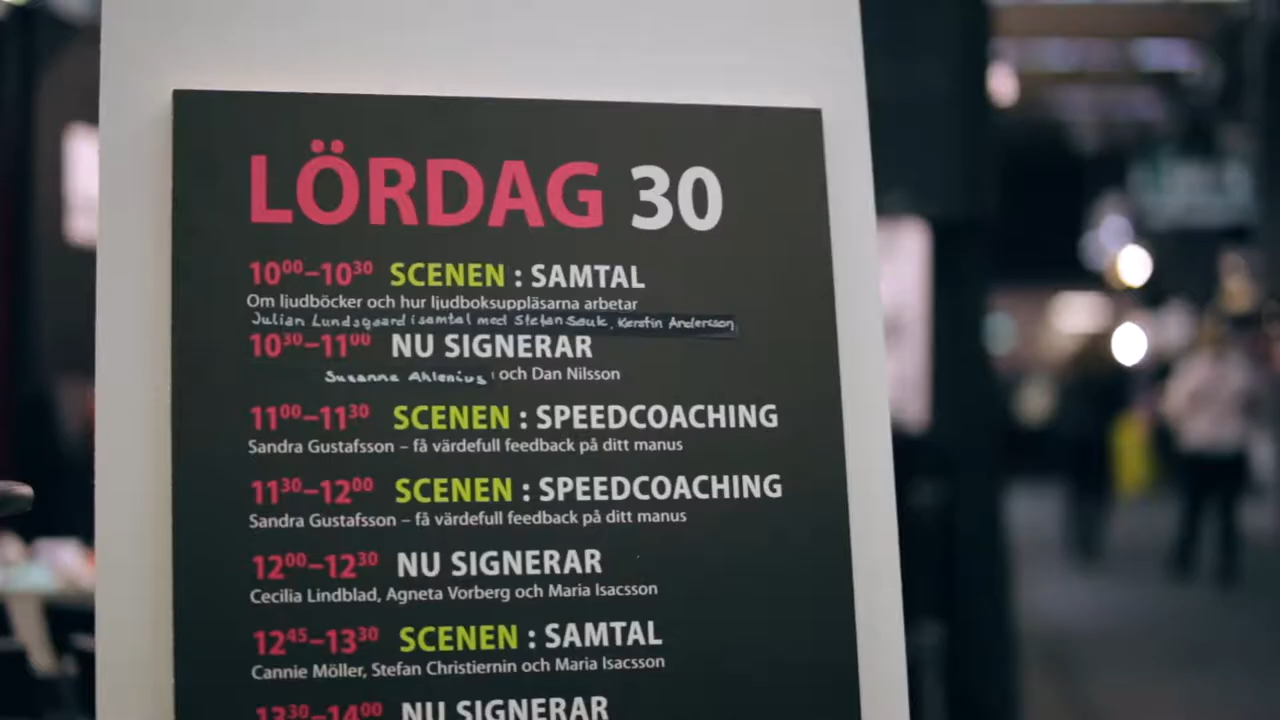 LÖRDAG 30
10⁰⁰–10³⁰ SCENEN : SAMTAL
Om ljudböcker och hur ljudboksuppläsarna arbetar
Julian Lundsgaard i samtal med Stefan Sauk, Kerstin Andersson
10³⁰–11⁰⁰ NU SIGNERAR
Susanne Ahlenius, och Dan Nilsson
11⁰⁰–11³⁰ SCENEN : SPEEDCOACHING
Sandra Gustafsson – få värdefull feedback på ditt manus
11³⁰–12⁰⁰ SCENEN : SPEEDCOACHING
Sandra Gustafsson – få värdefull feedback på ditt manus
12⁰⁰–12³⁰ NU SIGNERAR
Cecilia Lindblad, Agneta Vorberg och Maria Isacsson
12⁴⁵–13³⁰ SCENEN : SAMTAL
Cannie Möller, Stefan Christiernin och Maria Isacsson
13³⁰–14⁰⁰ NU SIGNERAR